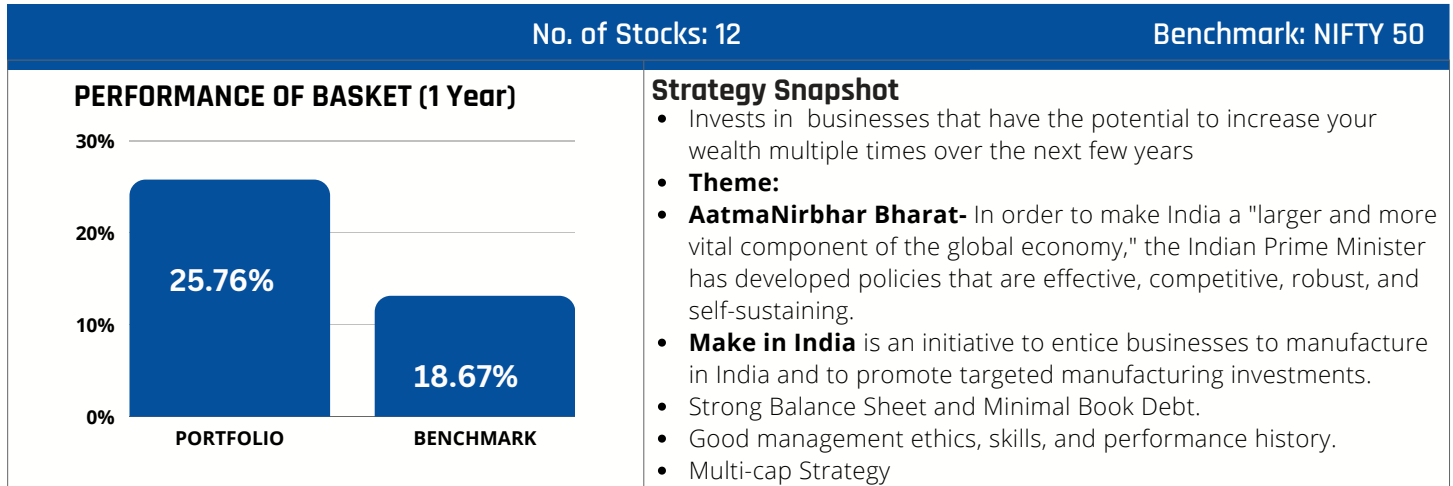 No. of Stocks: 12
Benchmark: NIFTY 50
PERFORMANCE OF BASKET (1 Year)
30%
20%
10%
0%
25.76%
18.67%
PORTFOLIO
BENCHMARK
Strategy Snapshot
• Invests in businesses that have the potential to increase your
wealth multiple times over the next few years
• Theme:
• AatmaNirbhar Bharat- In order to make India a "larger and more
vital component of the global economy," the Indian Prime Minister
has developed policies that are effective, competitive, robust, and
self-sustaining.
• Make in India is an initiative to entice businesses to manufacture
in India and to promote targeted manufacturing investments.
• Strong Balance Sheet and Minimal Book Debt.
• Good management ethics, skills, and performance history.
• Multi-cap Strategy